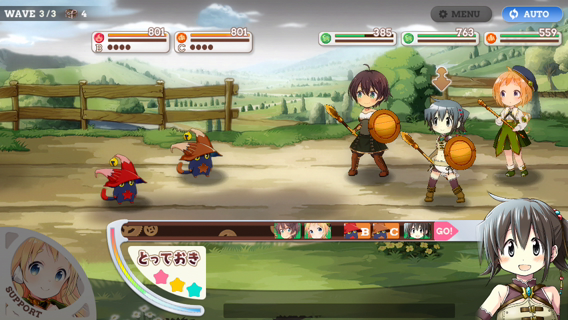 WAVE 3/3 4
MENU
AUTO
801
B
801
C
385
763
559
B
C
GO!
とっておき
SUPPORT